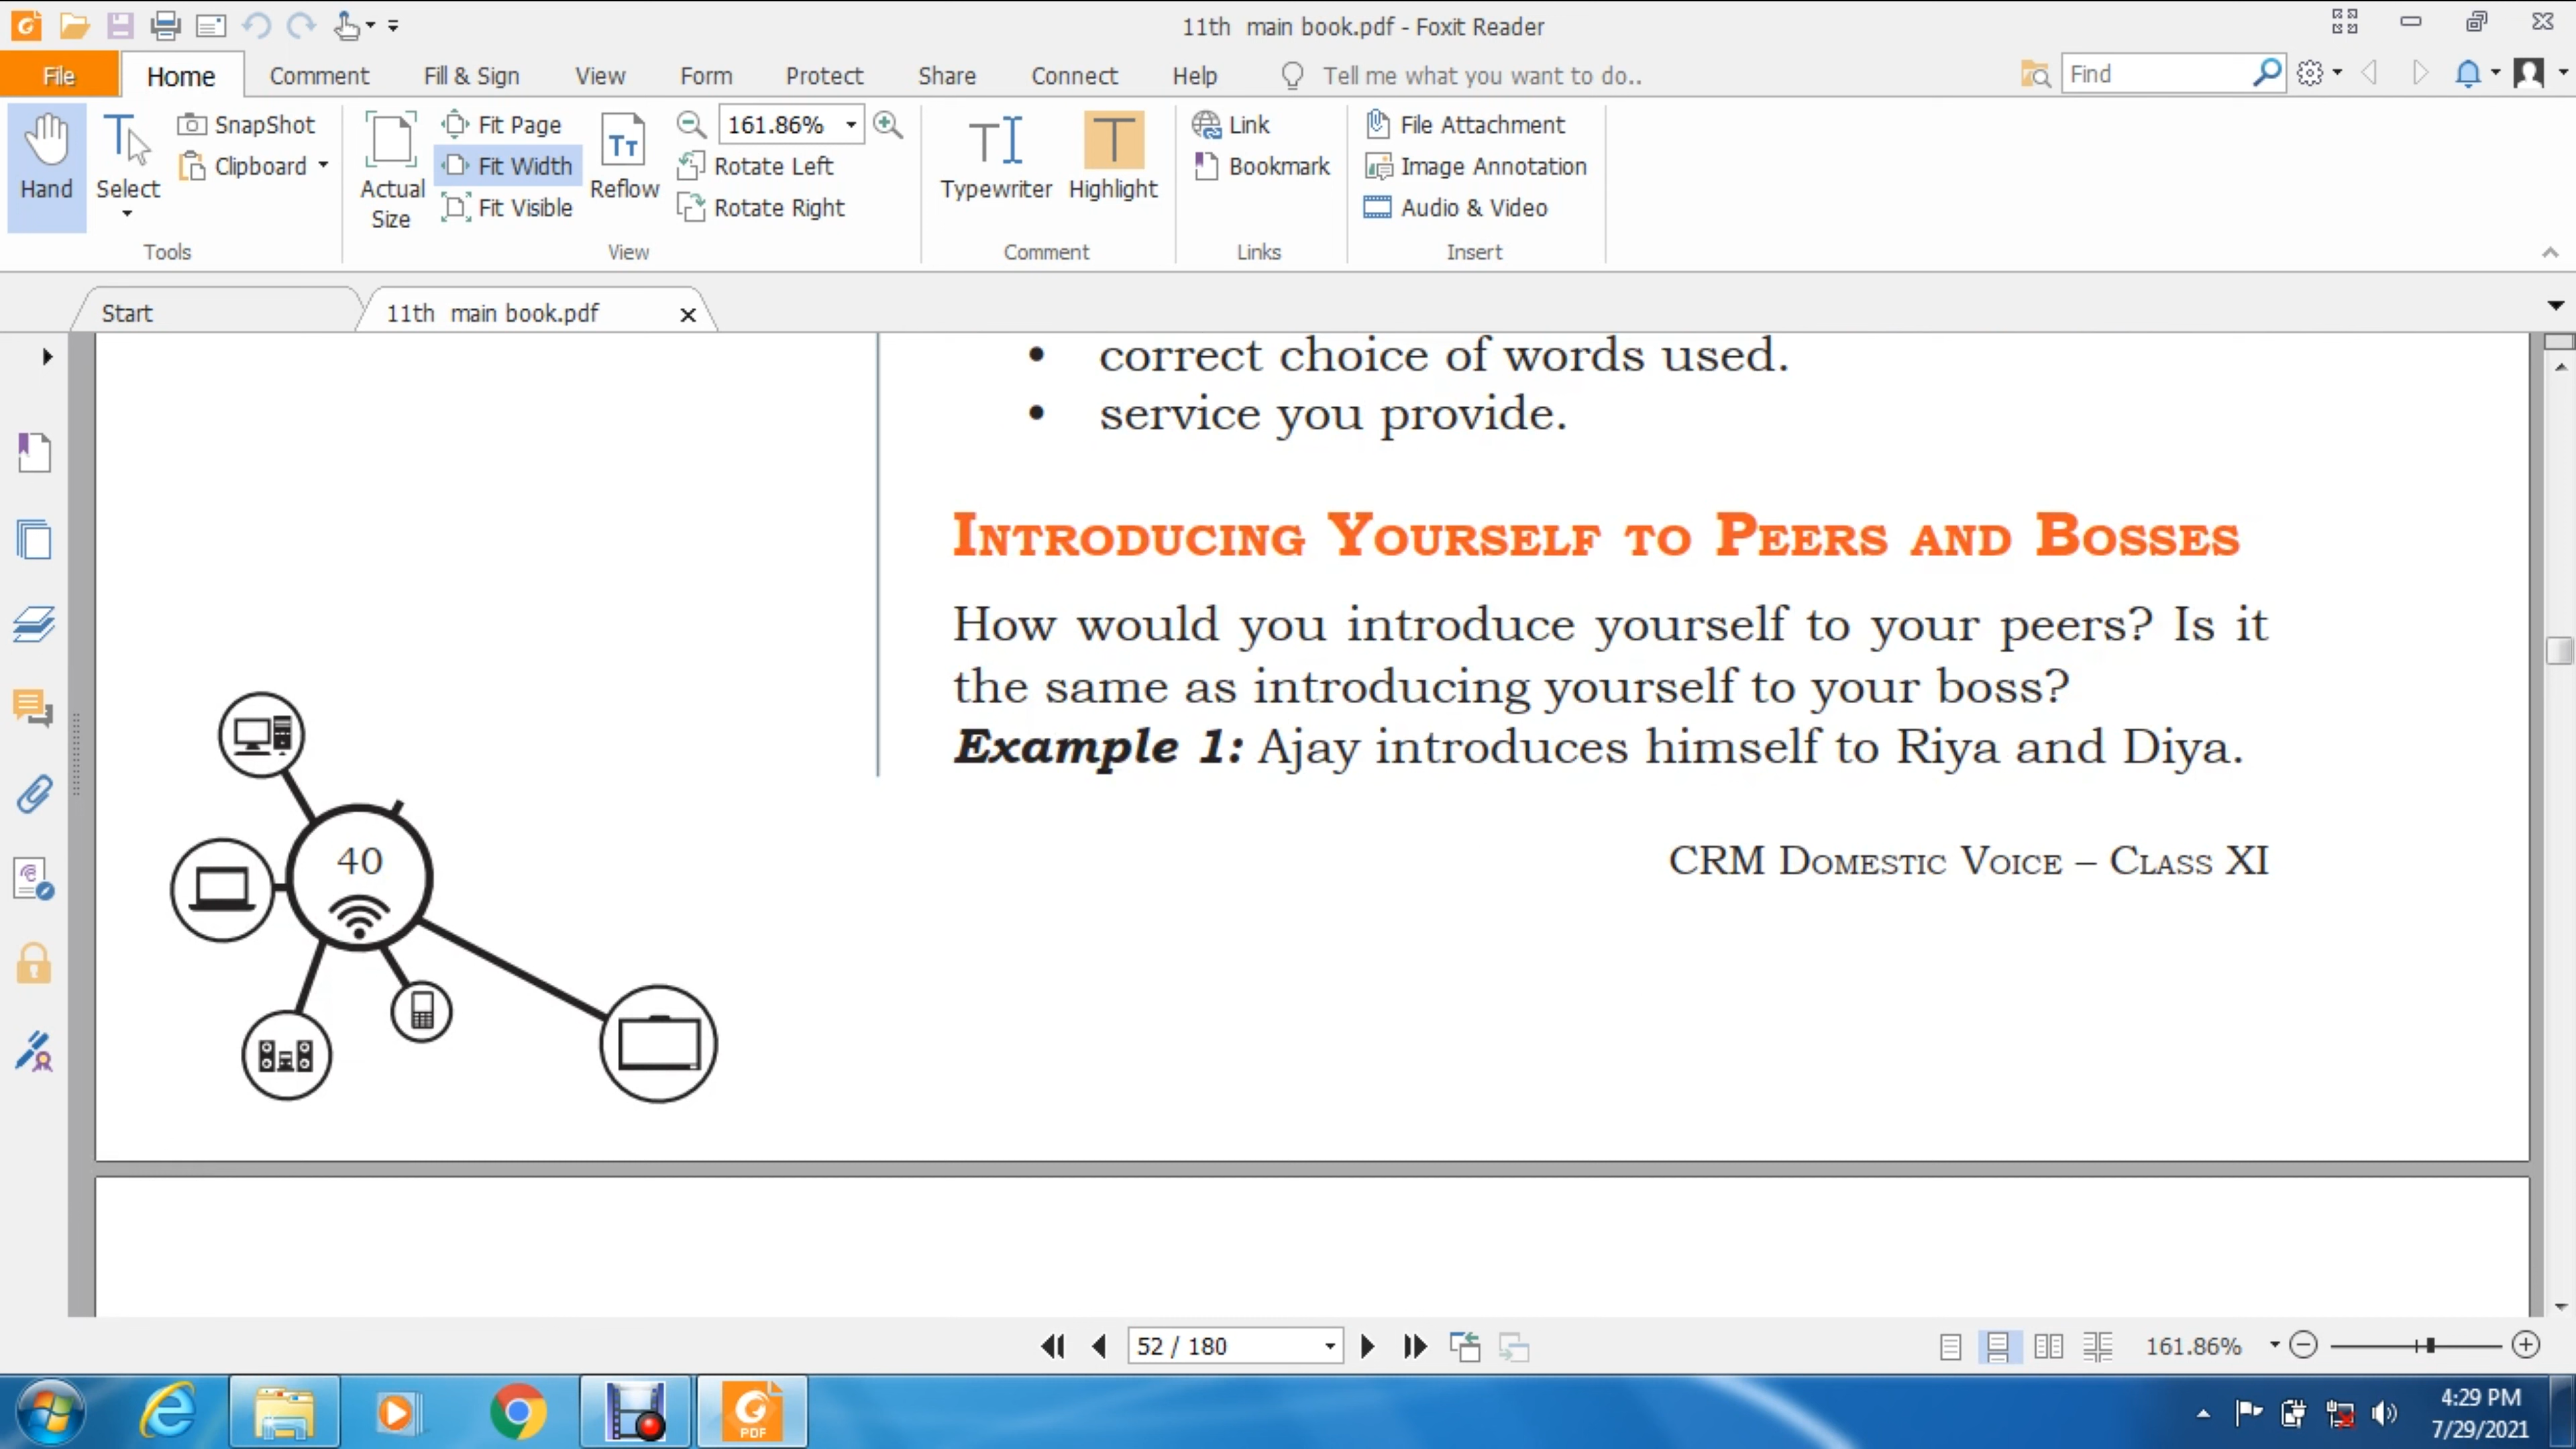 11th main book.pdf - Foxit Reader
File Home Comment Fill & Sign View Form Protect Share Connect Help Tell me what you want to do.. Find
SnapShot Fit Page 161.86% Link File Attachment
Clipboard Fit Width Rotate Left Bookmark Image Annotation
Hand Select Actual Size Fit Visible Reflow Rotate Right Typewriter Highlight Audio & Video
Tools View Comment Links Insert
Start 11th main book.pdf
• correct choice of words used.
• service you provide.
INTRODUCING YOURSELF TO PEERS AND BOSSES
How would you introduce yourself to your peers? Is it
the same as introducing yourself to your boss?
Example 1: Ajay introduces himself to Riya and Diya.
40
CRM DOMESTIC VOICE – CLASS XI
52 / 180 161.86%
PDF
4:29 PM
7/29/2021